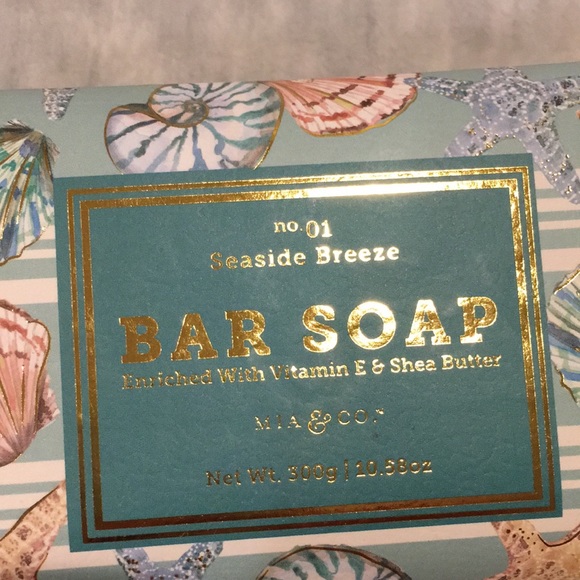 no.01
Seaside Breeze
BAR SOAP
Enriched With Vitamin E & Shea Butter
MIA & CO.
Net Wt. 300g | 10.58oz